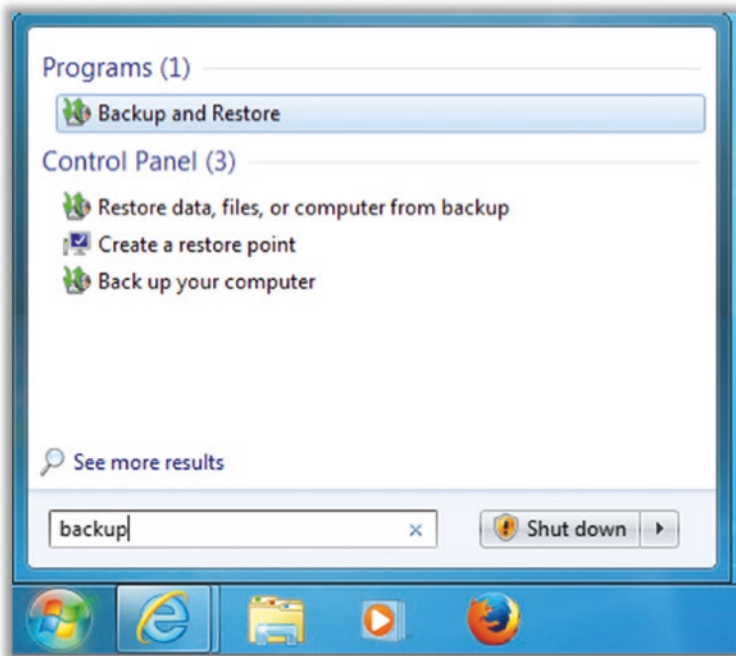 Programs (1)
Backup and Restore
Control Panel (3)
Restore data, files, or computer from backup
Create a restore point
Back up your computer
See more results
backup
Shut down